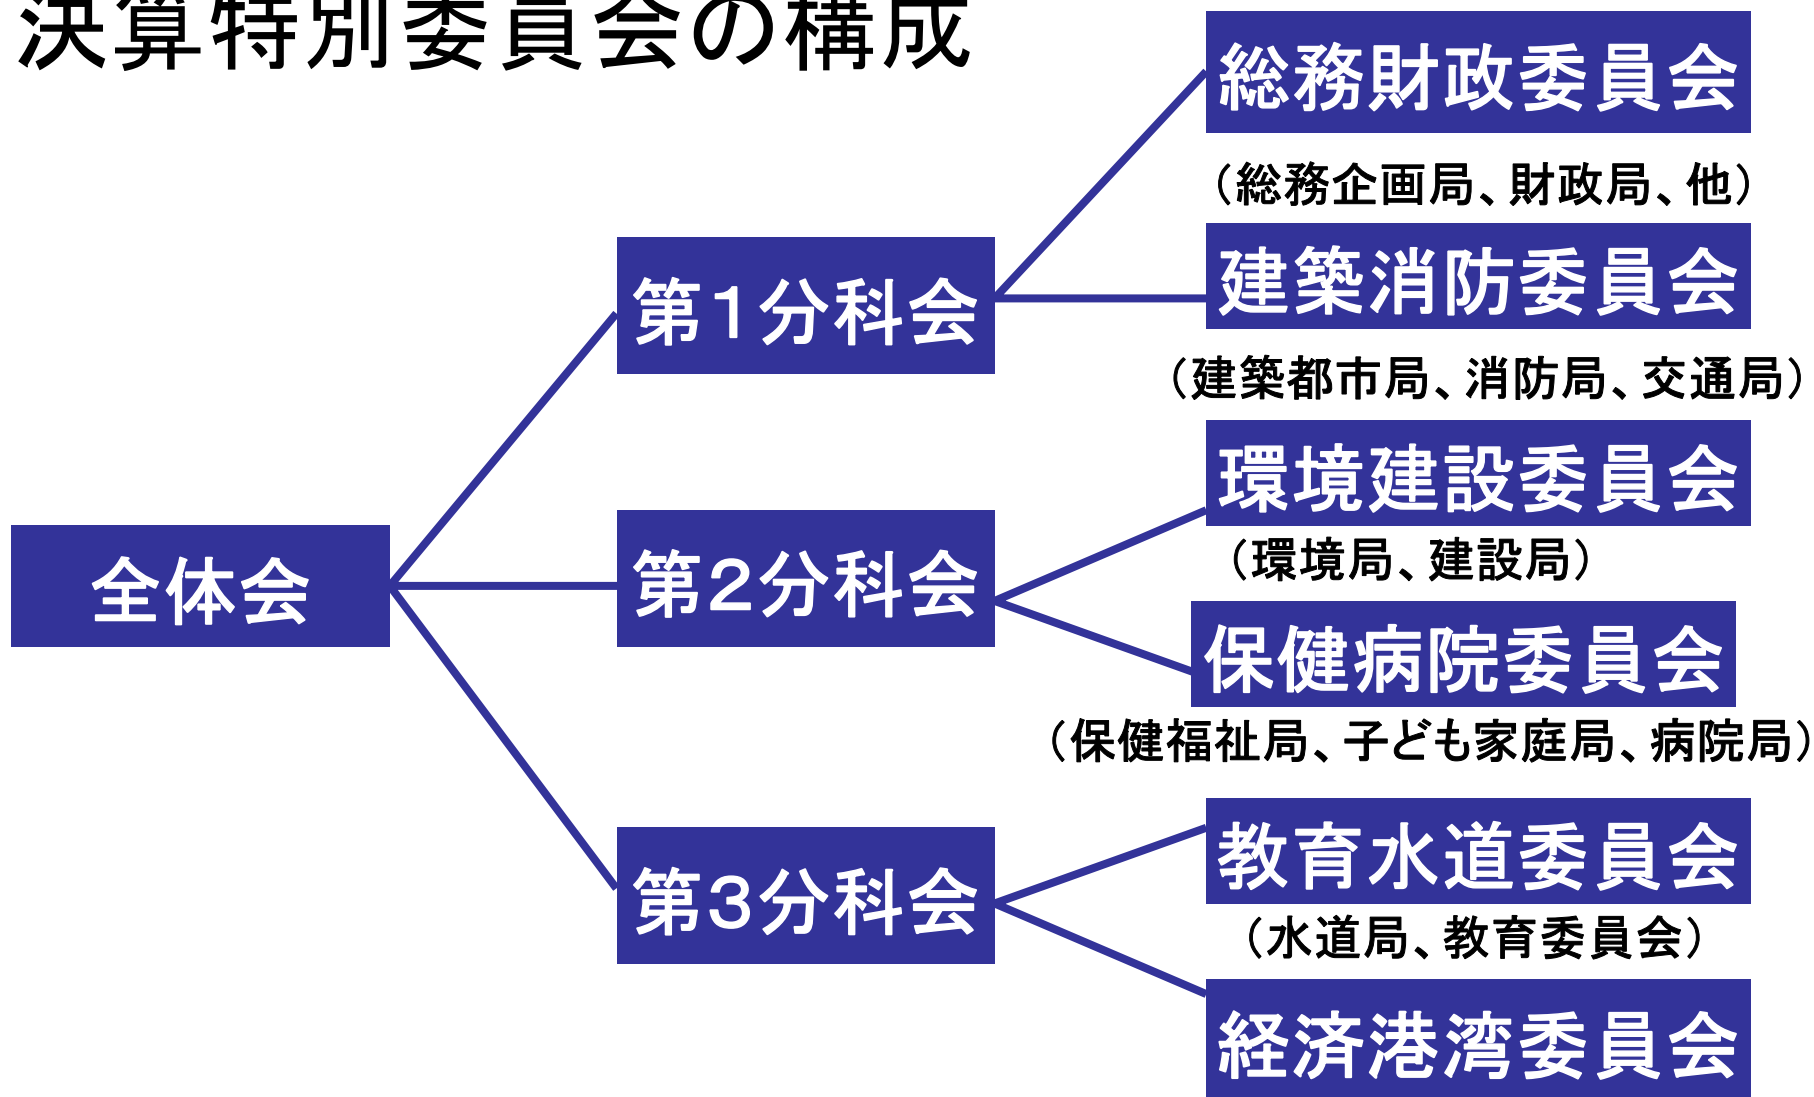 決算特別委員会の構成
総務財政委員会
（総務企画局、財政局、他）
第１分科会
建築消防委員会
（建築都市局、消防局、交通局）
環境建設委員会
（環境局、建設局）
全体会
第２分科会
保健病院委員会
（保健福祉局、子ども家庭局、病院局）
第３分科会
教育水道委員会
（水道局、教育委員会）
経済港湾委員会